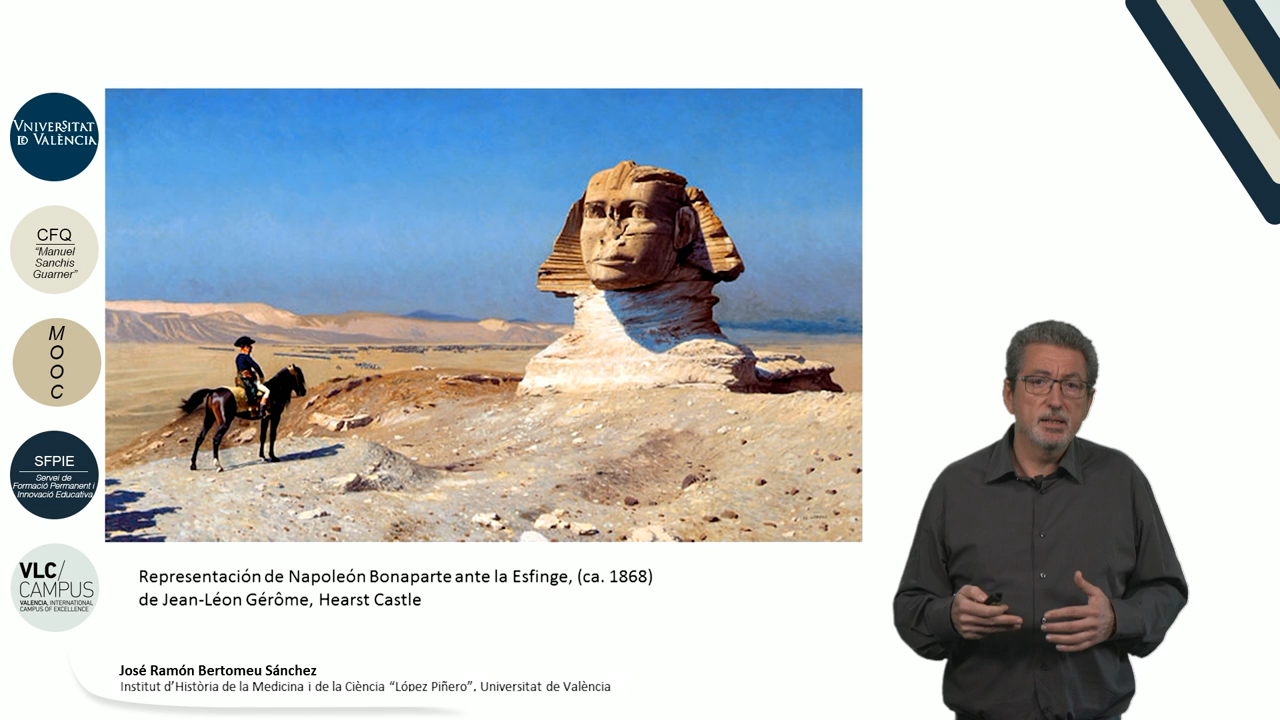 VNIVERSITAT
ID VALÈNCIA
CFQ
“Manuel
Sanchis
Guarner”
M
O
O
C
SFPIE
Servei de
Formació Permanent i
Innovació Educativa
VLC/
CAMPUS
VALENCIA, INTERNATIONAL
CAMPUS OF EXCELLENCE
Representación de Napoleón Bonaparte ante la Esfinge, (ca. 1868)
de Jean-Léon Gérôme, Hearst Castle
José Ramón Bertomeu Sánchez
Institut d’Història de la Medicina i de la Ciència “López Piñero”. Universitat de València